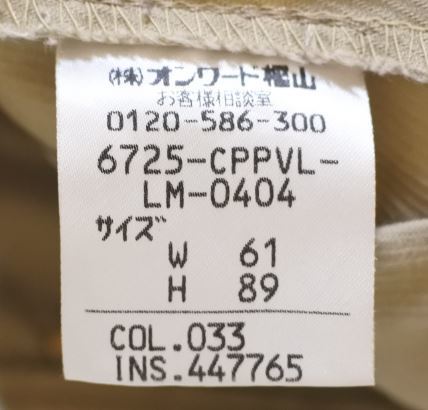 (株)オンワード樫山
お客様相談室
0120-586-300
6725-CPPVL-
LM-0404
サイズ
W 61
H 89
COL.033
INS.447765